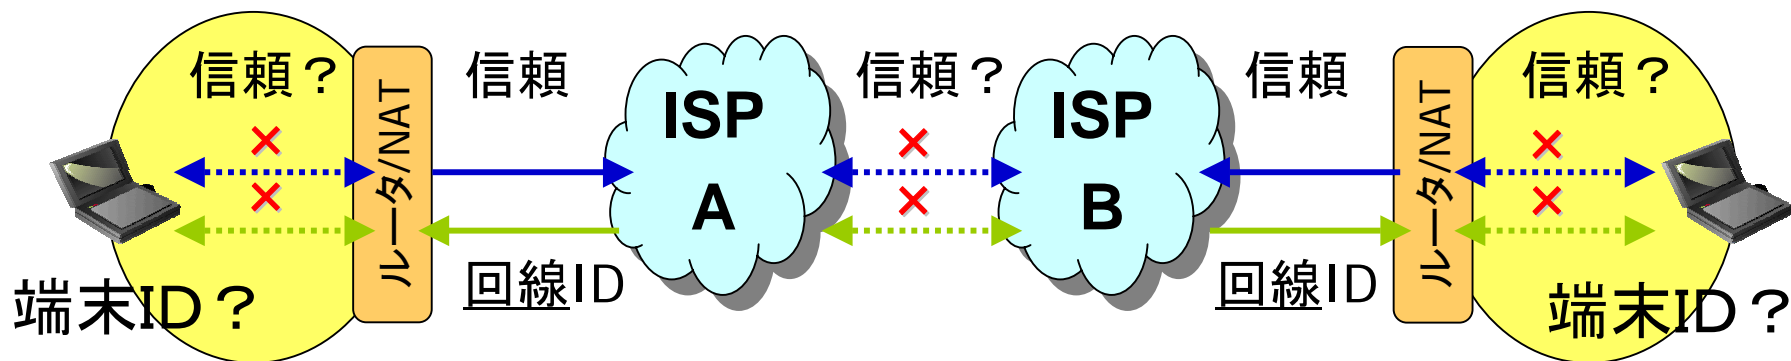 信頼？
信頼
信頼？
信頼
信頼？
ルータ/NAT
ISP
A
ISP
B
ルータ/NAT
×
×
×
×
×
×
端末ID？
回線ID
回線ID
端末ID？